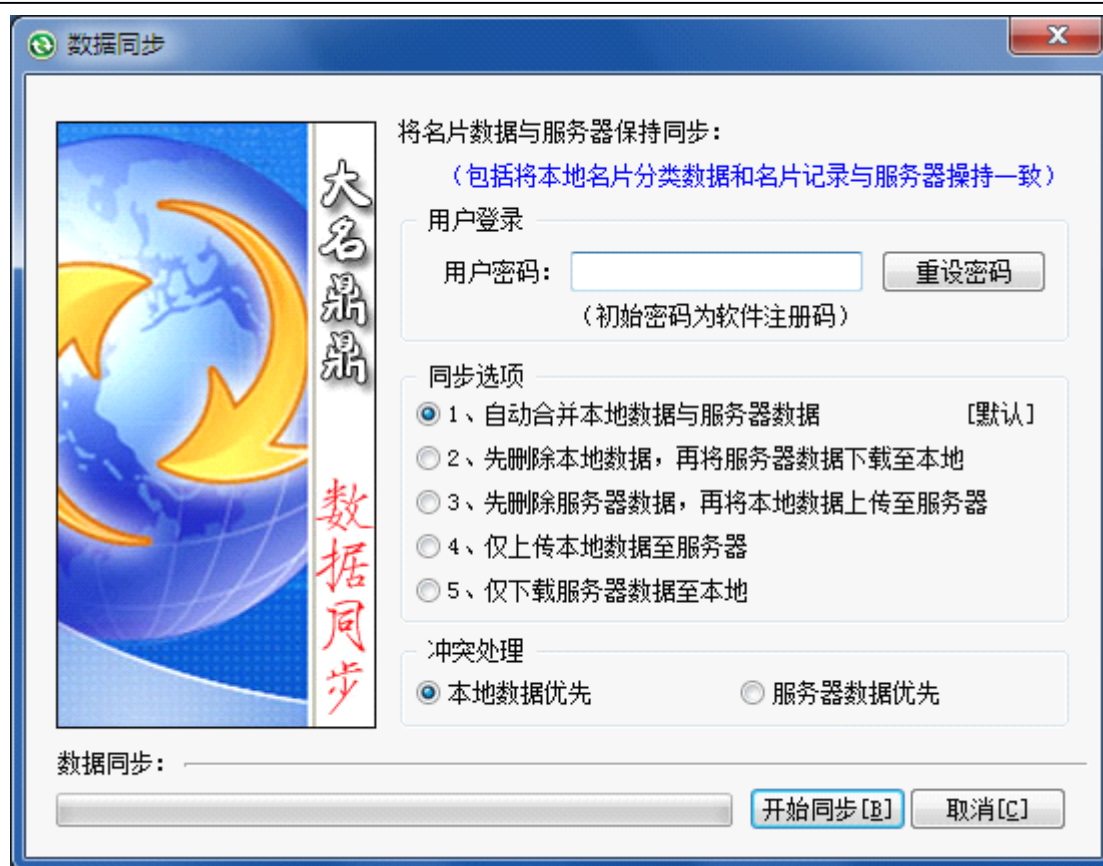 数据同步
大名鼎鼎 数据同步
将名片数据与服务器保持同步：
（包括将本地名片分类数据和名片记录与服务器操持一致）
用户登录
用户密码： 重设密码
（初始密码为软件注册码）
同步选项
1、自动合并本地数据与服务器数据 [默认]
2、先删除本地数据，再将服务器数据下载至本地
3、先删除服务器数据，再将本地数据上传至服务器
4、仅上传本地数据至服务器
5、仅下载服务器数据至本地
冲突处理
本地数据优先 服务器数据优先
数据同步：
开始同步[B] 取消[C]